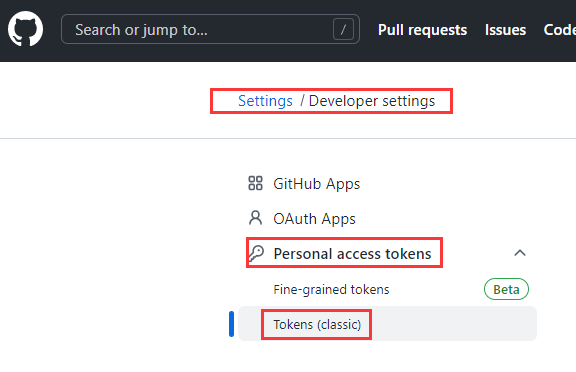 Search or jump to... / Pull requests Issues Code
Settings / Developer settings
GitHub Apps
OAuth Apps
Personal access tokens
Fine-grained tokens Beta
Tokens (classic)